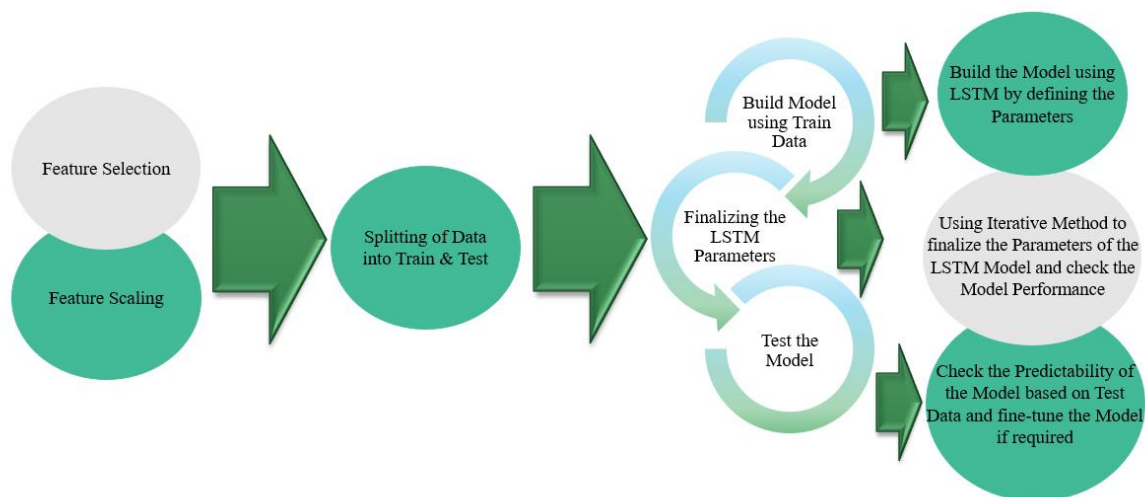 Feature Selection
Feature Scaling
Splitting of Data
into Train & Test
Build Model
using Train
Data
Finalizing the
LSTM
Parameters
Test the
Model
Build the Model using
LSTM by defining the
Parameters
Using Iterative Method to
finalize the Parameters of the
LSTM Model and check the
Model Performance
Check the Predictability of
the Model based on Test
Data and fine-tune the Model
if required